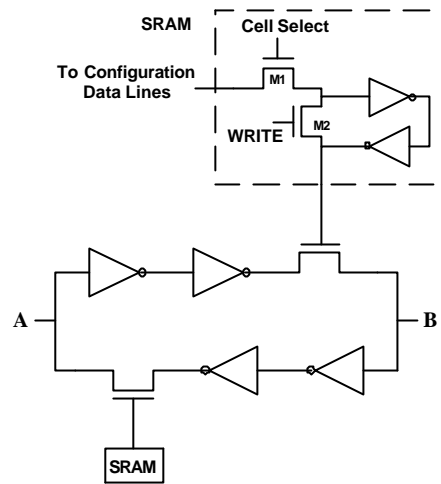 SRAM
Cell Select
M1
To Configuration
Data Lines
M2
WRITE
A
B
SRAM